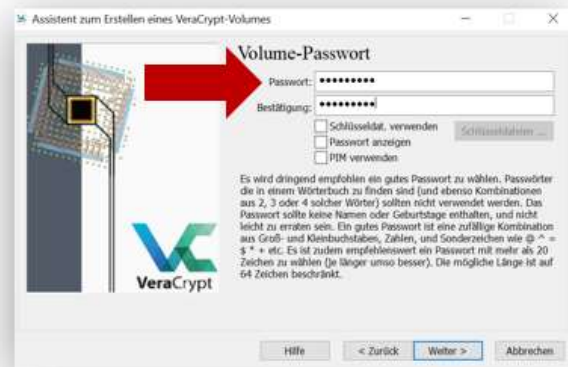 Assistent zum Erstellen eines VeraCrypt-Volumes
Volume-Passwort
Passwort: •••••••••
Bestätigung: •••••••••
Schlüsseldat. verwenden
Schlüsseldateien ...
Passwort anzeigen
PIM verwenden
Es wird dringend empfohlen ein gutes Passwort zu wählen. Passwörter
die in einem Wörterbuch zu finden sind (und ebenso Kombinationen
aus 2, 3 oder 4 solcher Wörter) sollten nicht verwendet werden. Das
Passwort sollte keine Namen oder Geburtstage enthalten, und nicht
leicht zu erraten sein. Ein gutes Passwort ist eine zufällige Kombination
aus Groß- und Kleinbuchstaben, Zahlen, und Sonderzeichen wie @ ^ =
$ * + etc. Es ist zudem empfehlenswert ein Passwort mit mehr als 20
Zeichen zu wählen (je länger umso besser). Die mögliche Länge ist auf
64 Zeichen beschränkt.
VeraCrypt
Hilfe
< Zurück
Weiter >
Abbrechen